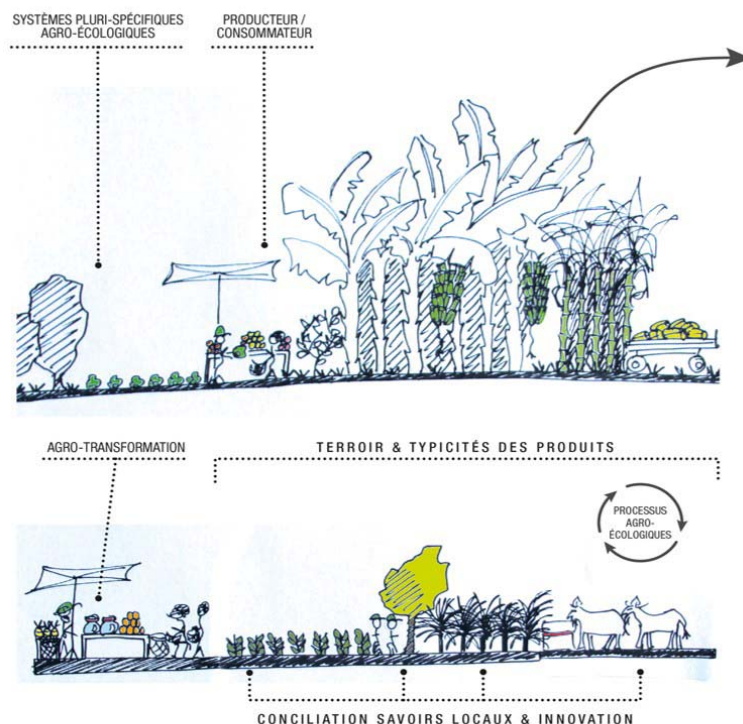 SYSTÈMES PLURI-SPÉCIFIQUES
AGRO-ÉCOLOGIQUES
PRODUCTEUR /
CONSOMMATEUR
AGRO-TRANSFORMATION
TERROIR & TYPICITÉS DES PRODUITS
PROCESSUS
AGRO-
ÉCOLOGIQUES
CONCILIATION SAVOIRS LOCAUX & INNOVATION